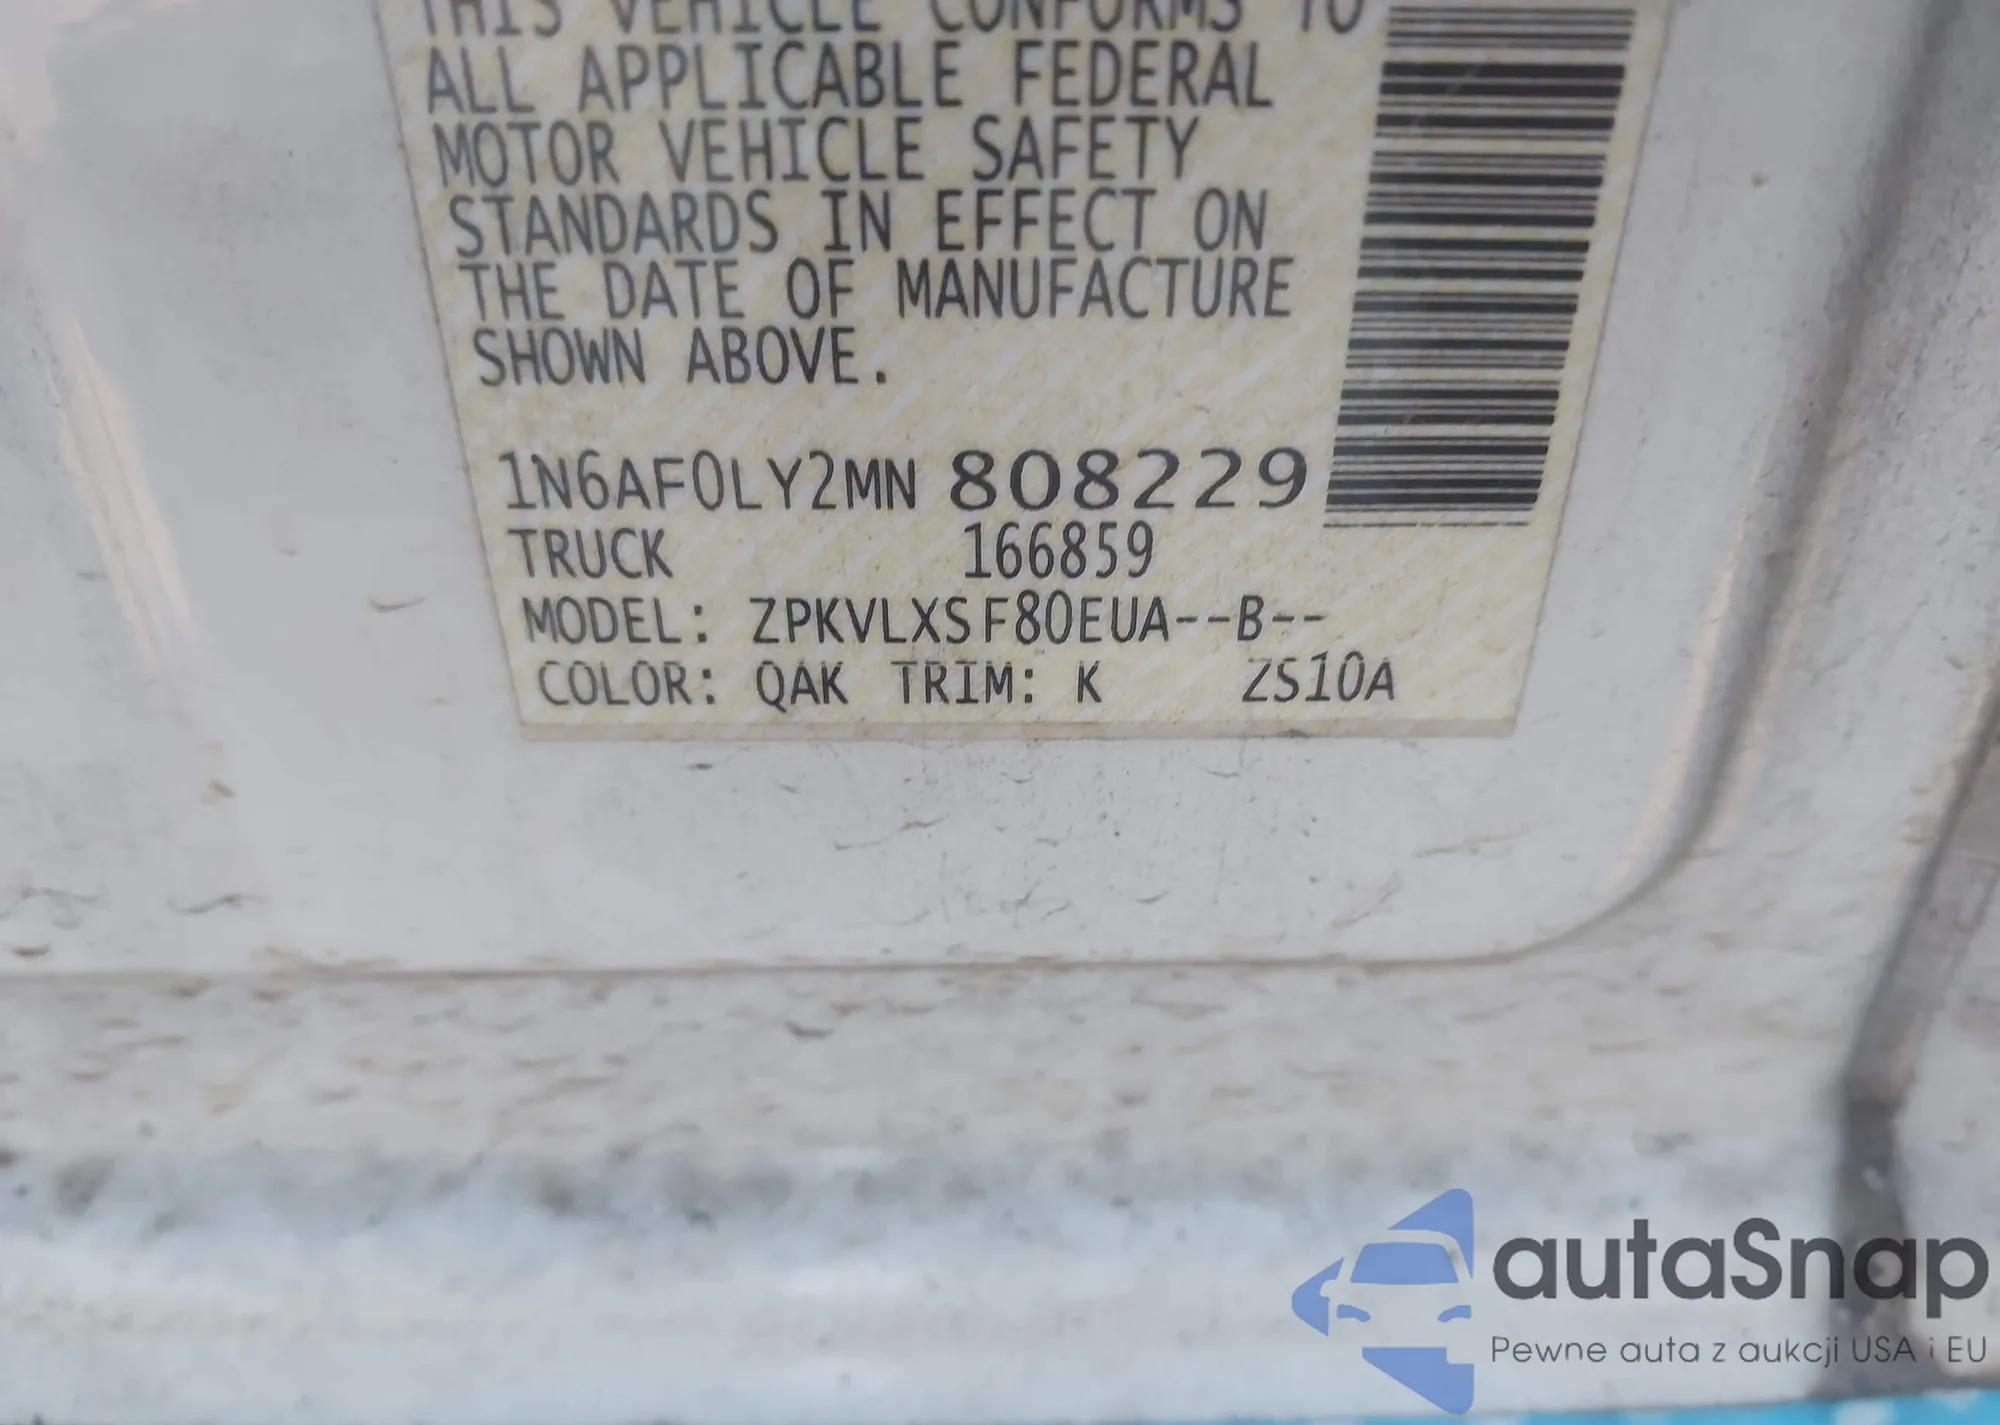 THIS VEHICLE CONFORMS TO
ALL APPLICABLE FEDERAL
MOTOR VEHICLE SAFETY
STANDARDS IN EFFECT ON
THE DATE OF MANUFACTURE
SHOWN ABOVE.
1N6AF0LY2MN 808229
TRUCK 166859
MODEL: ZPKVLXSF80EUA--B--
COLOR: QAK TRIM: K ZS10A
autaSnap
Pewne auta z aukcji USA i EU